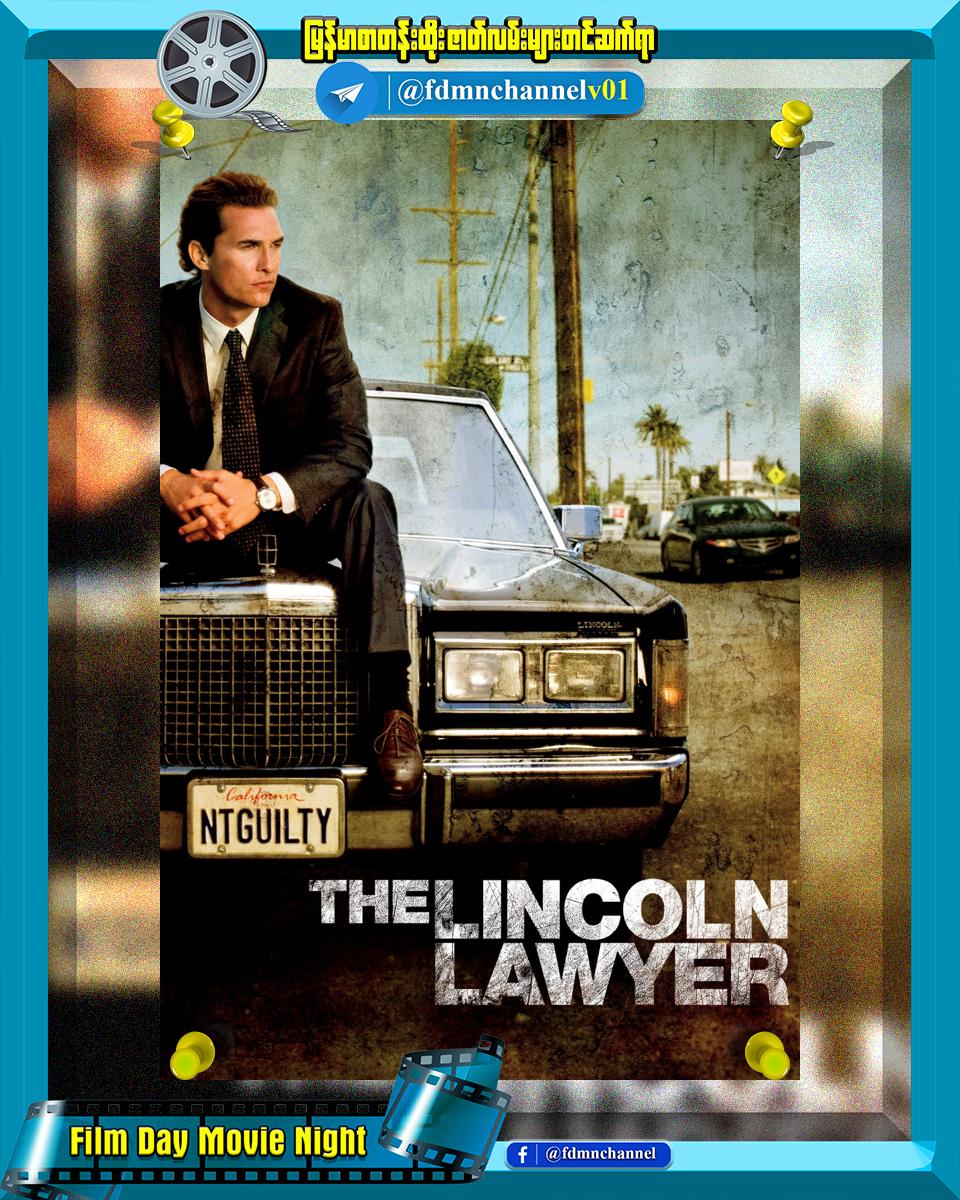 မြန်မာစာတန်းထိုးဇာတ်လမ်းများတင်ဆက်ရာ
@fdmnchannelv01
LINCOLN
California
NTGUILTY
THE LINCOLN
LAWYER
Film Day Movie Night
@fdmnchannel